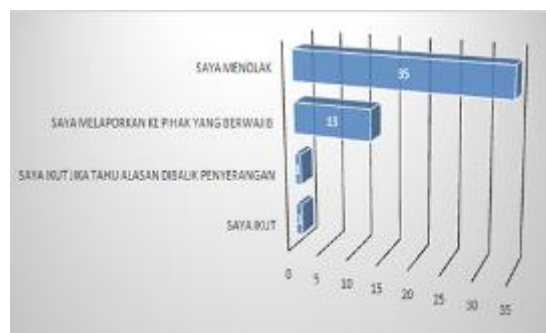 SAYA MENOLAK
35
SAYA MELAPORKAN KE PIHAK YANG BERWAJIB
13
SAYA IKUT JIKA TAHU ALASAN DIBALIK PENYERANGAN
SAYA IKUT
0 5 10 15 20 25 30 35